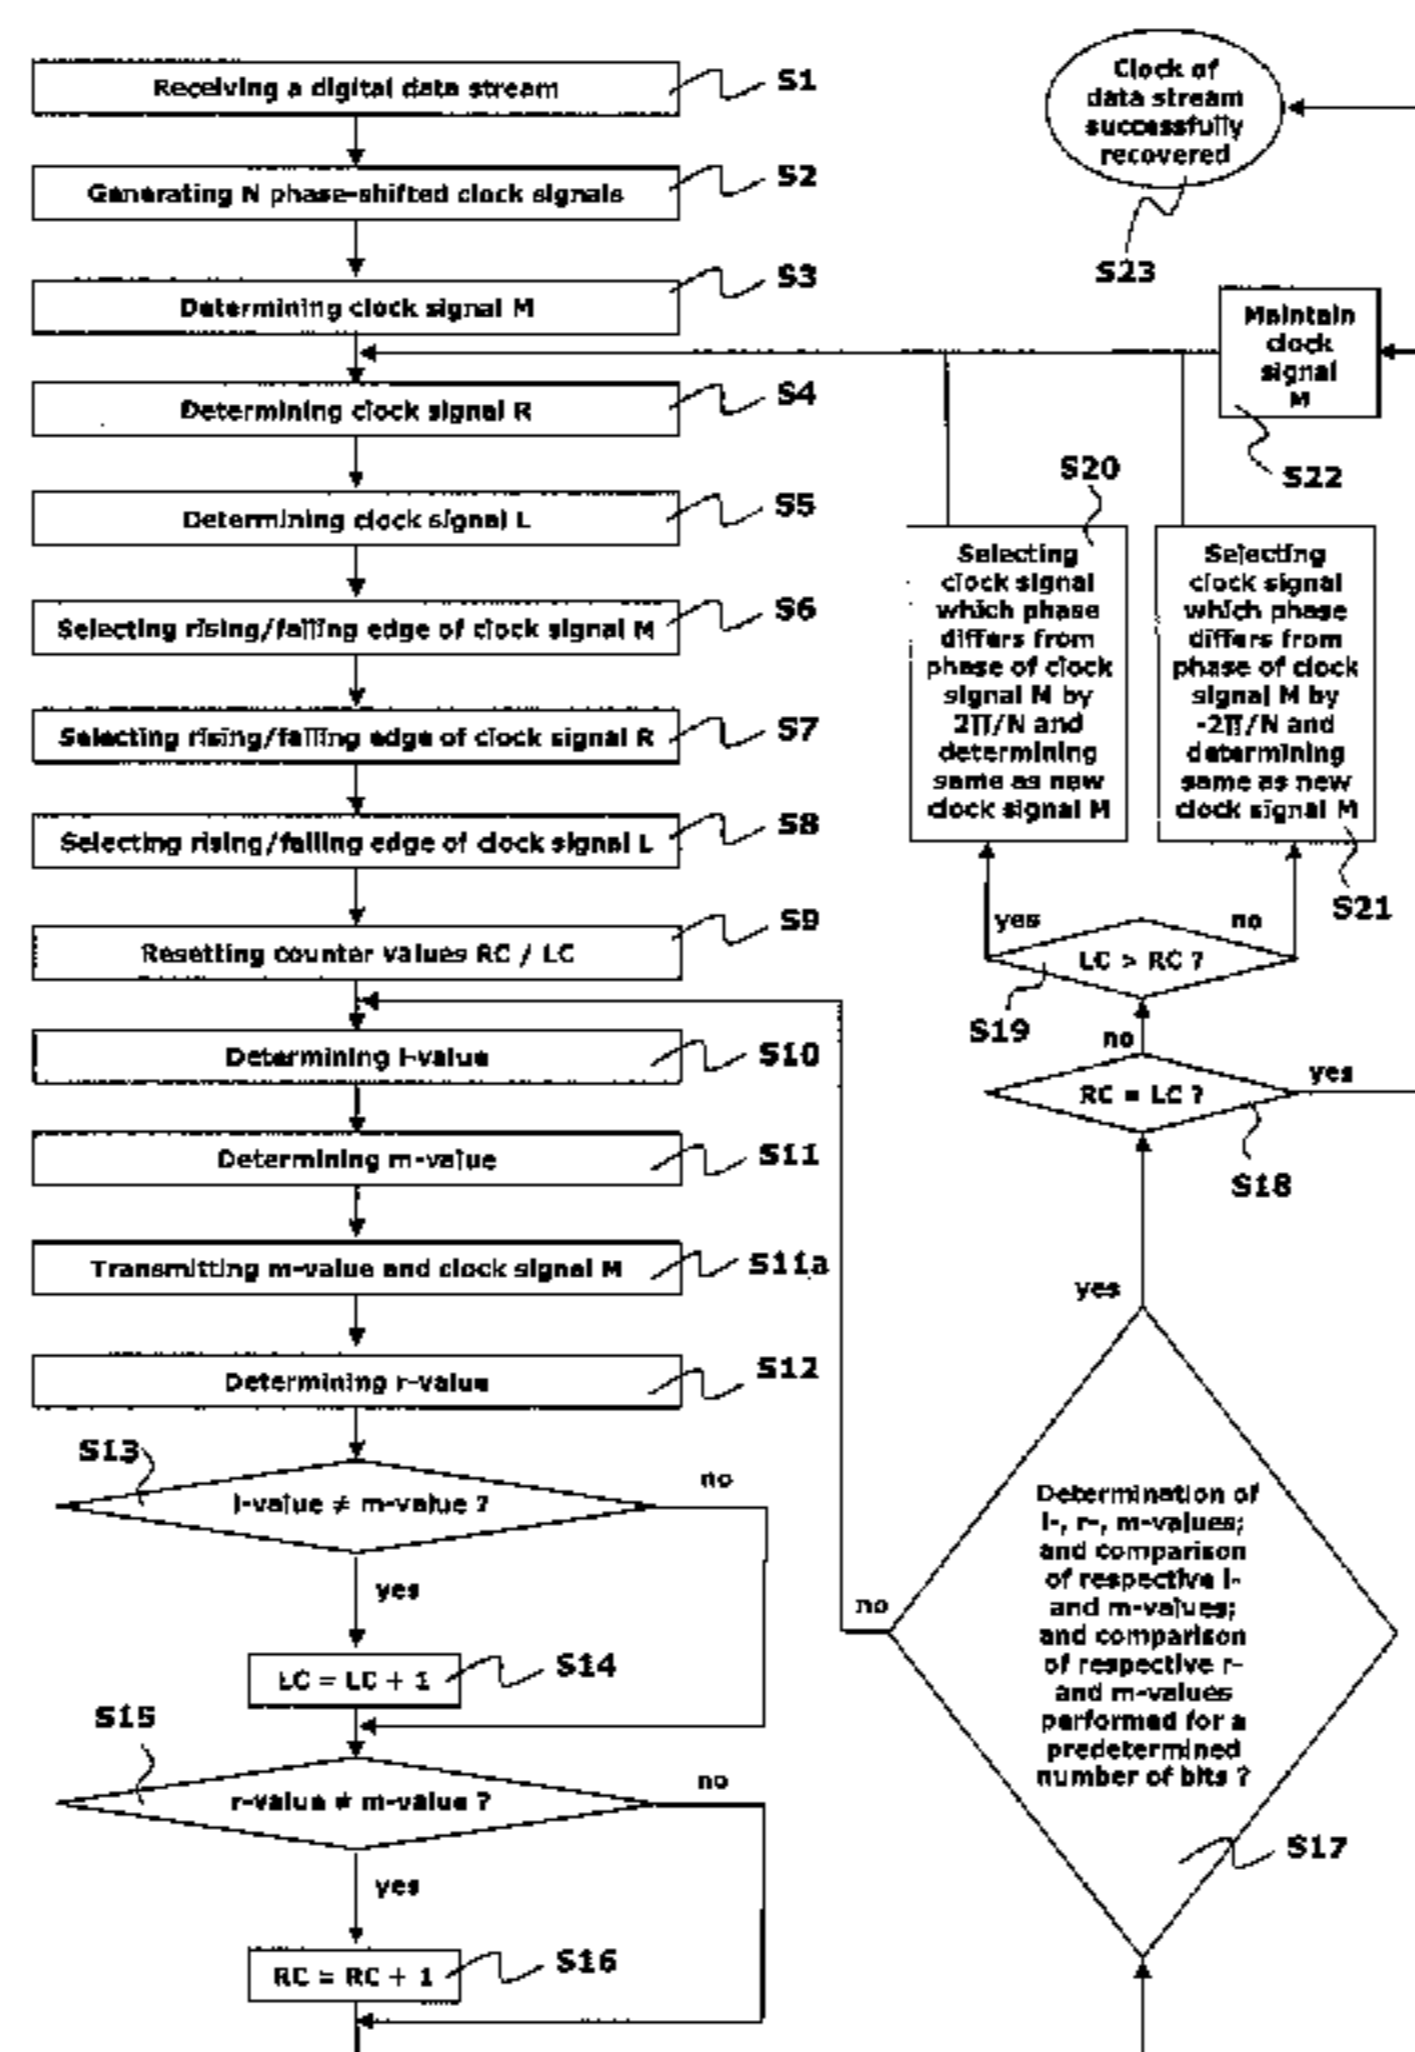 Receiving a digital data stream
S1
Generating N phase-shifted clock signals
S2
Determining clock signal M
S3
Determining clock signal R
S4
Determining clock signal L
S5
Selecting rising/falling edge of clock signal M
S6
Selecting rising/falling edge of clock signal R
S7
Selecting rising/falling edge of clock signal L
S8
Resetting counter values RC / LC
S9
Determining l-value
S10
Determining m-value
S11
Transmitting m-value and clock signal M
S11a
Determining r-value
S12
S13
l-value ≠ m-value ?
no
yes
LC = LC + 1
S14
S15
r-value ≠ m-value ?
no
yes
RC = RC + 1
S16
Clock of
data stream
successfully
recovered
S23
Maintain
clock
signal
M
S22
S20
Selecting
clock signal
which phase
differs from
phase of clock
signal M by
2∏/N and
determining
same as new
clock signal M
Selecting
clock signal
which phase
differs from
phase of clock
signal M by
-2∏/N and
determining
same as new
clock signal M
S21
yes
no
LC > RC ?
S19
no
RC = LC ?
yes
S18
yes
Determination of
l-, r-, m-values;
and comparison
of respective l-
and m-values;
and comparison
of respective r-
and m-values
performed for a
predetermined
number of bits ?
no
S17